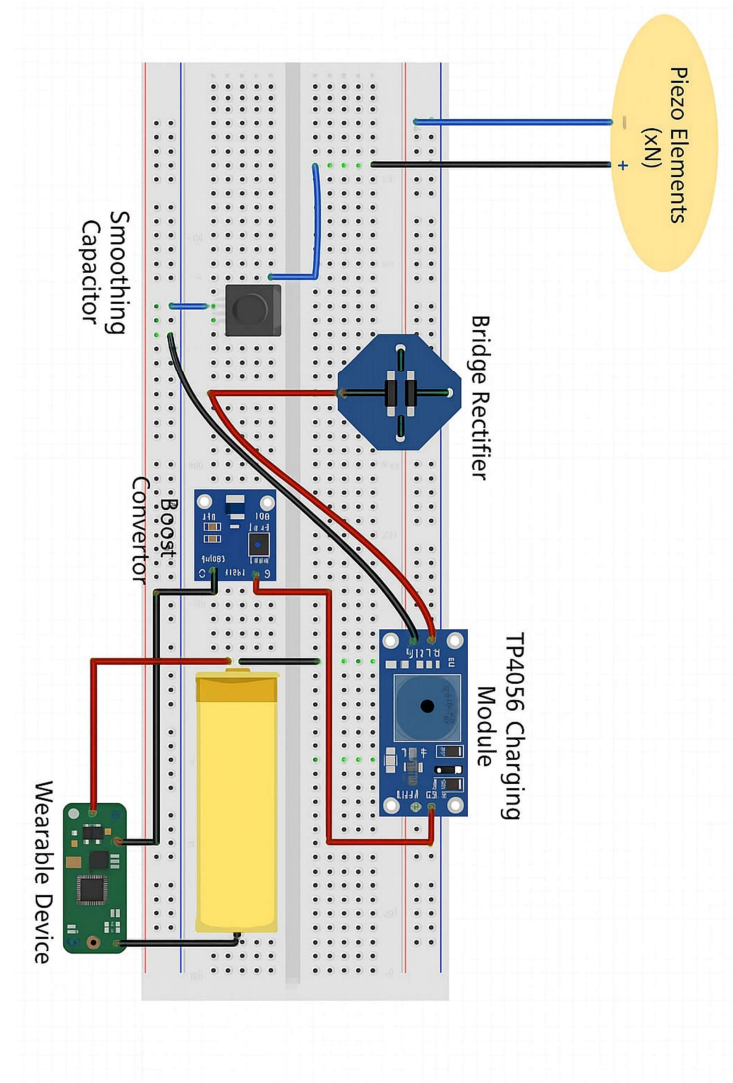 Piezo Elements
(xN)
-
+
Bridge Rectifier
Smoothing
Capacitor
Boost
Convertor
TP4056 Charging
Module
Wearable Device